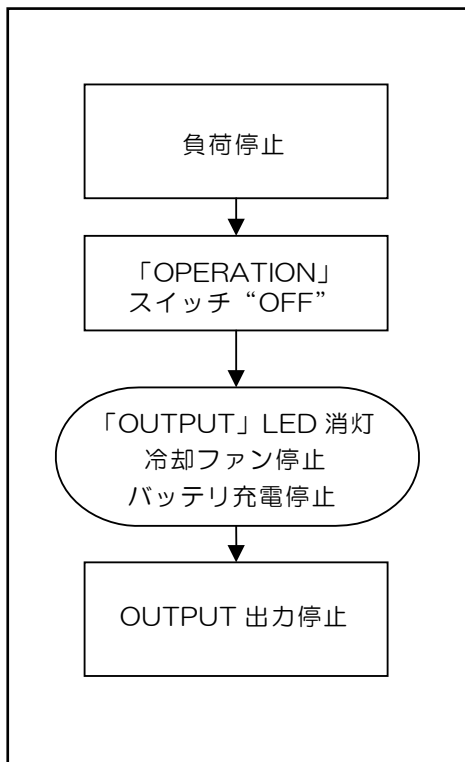 負荷停止
「OPERATION」
スイッチ“OFF”
「OUTPUT」LED 消灯
冷却ファン停止
バッテリ充電停止
OUTPUT 出力停止